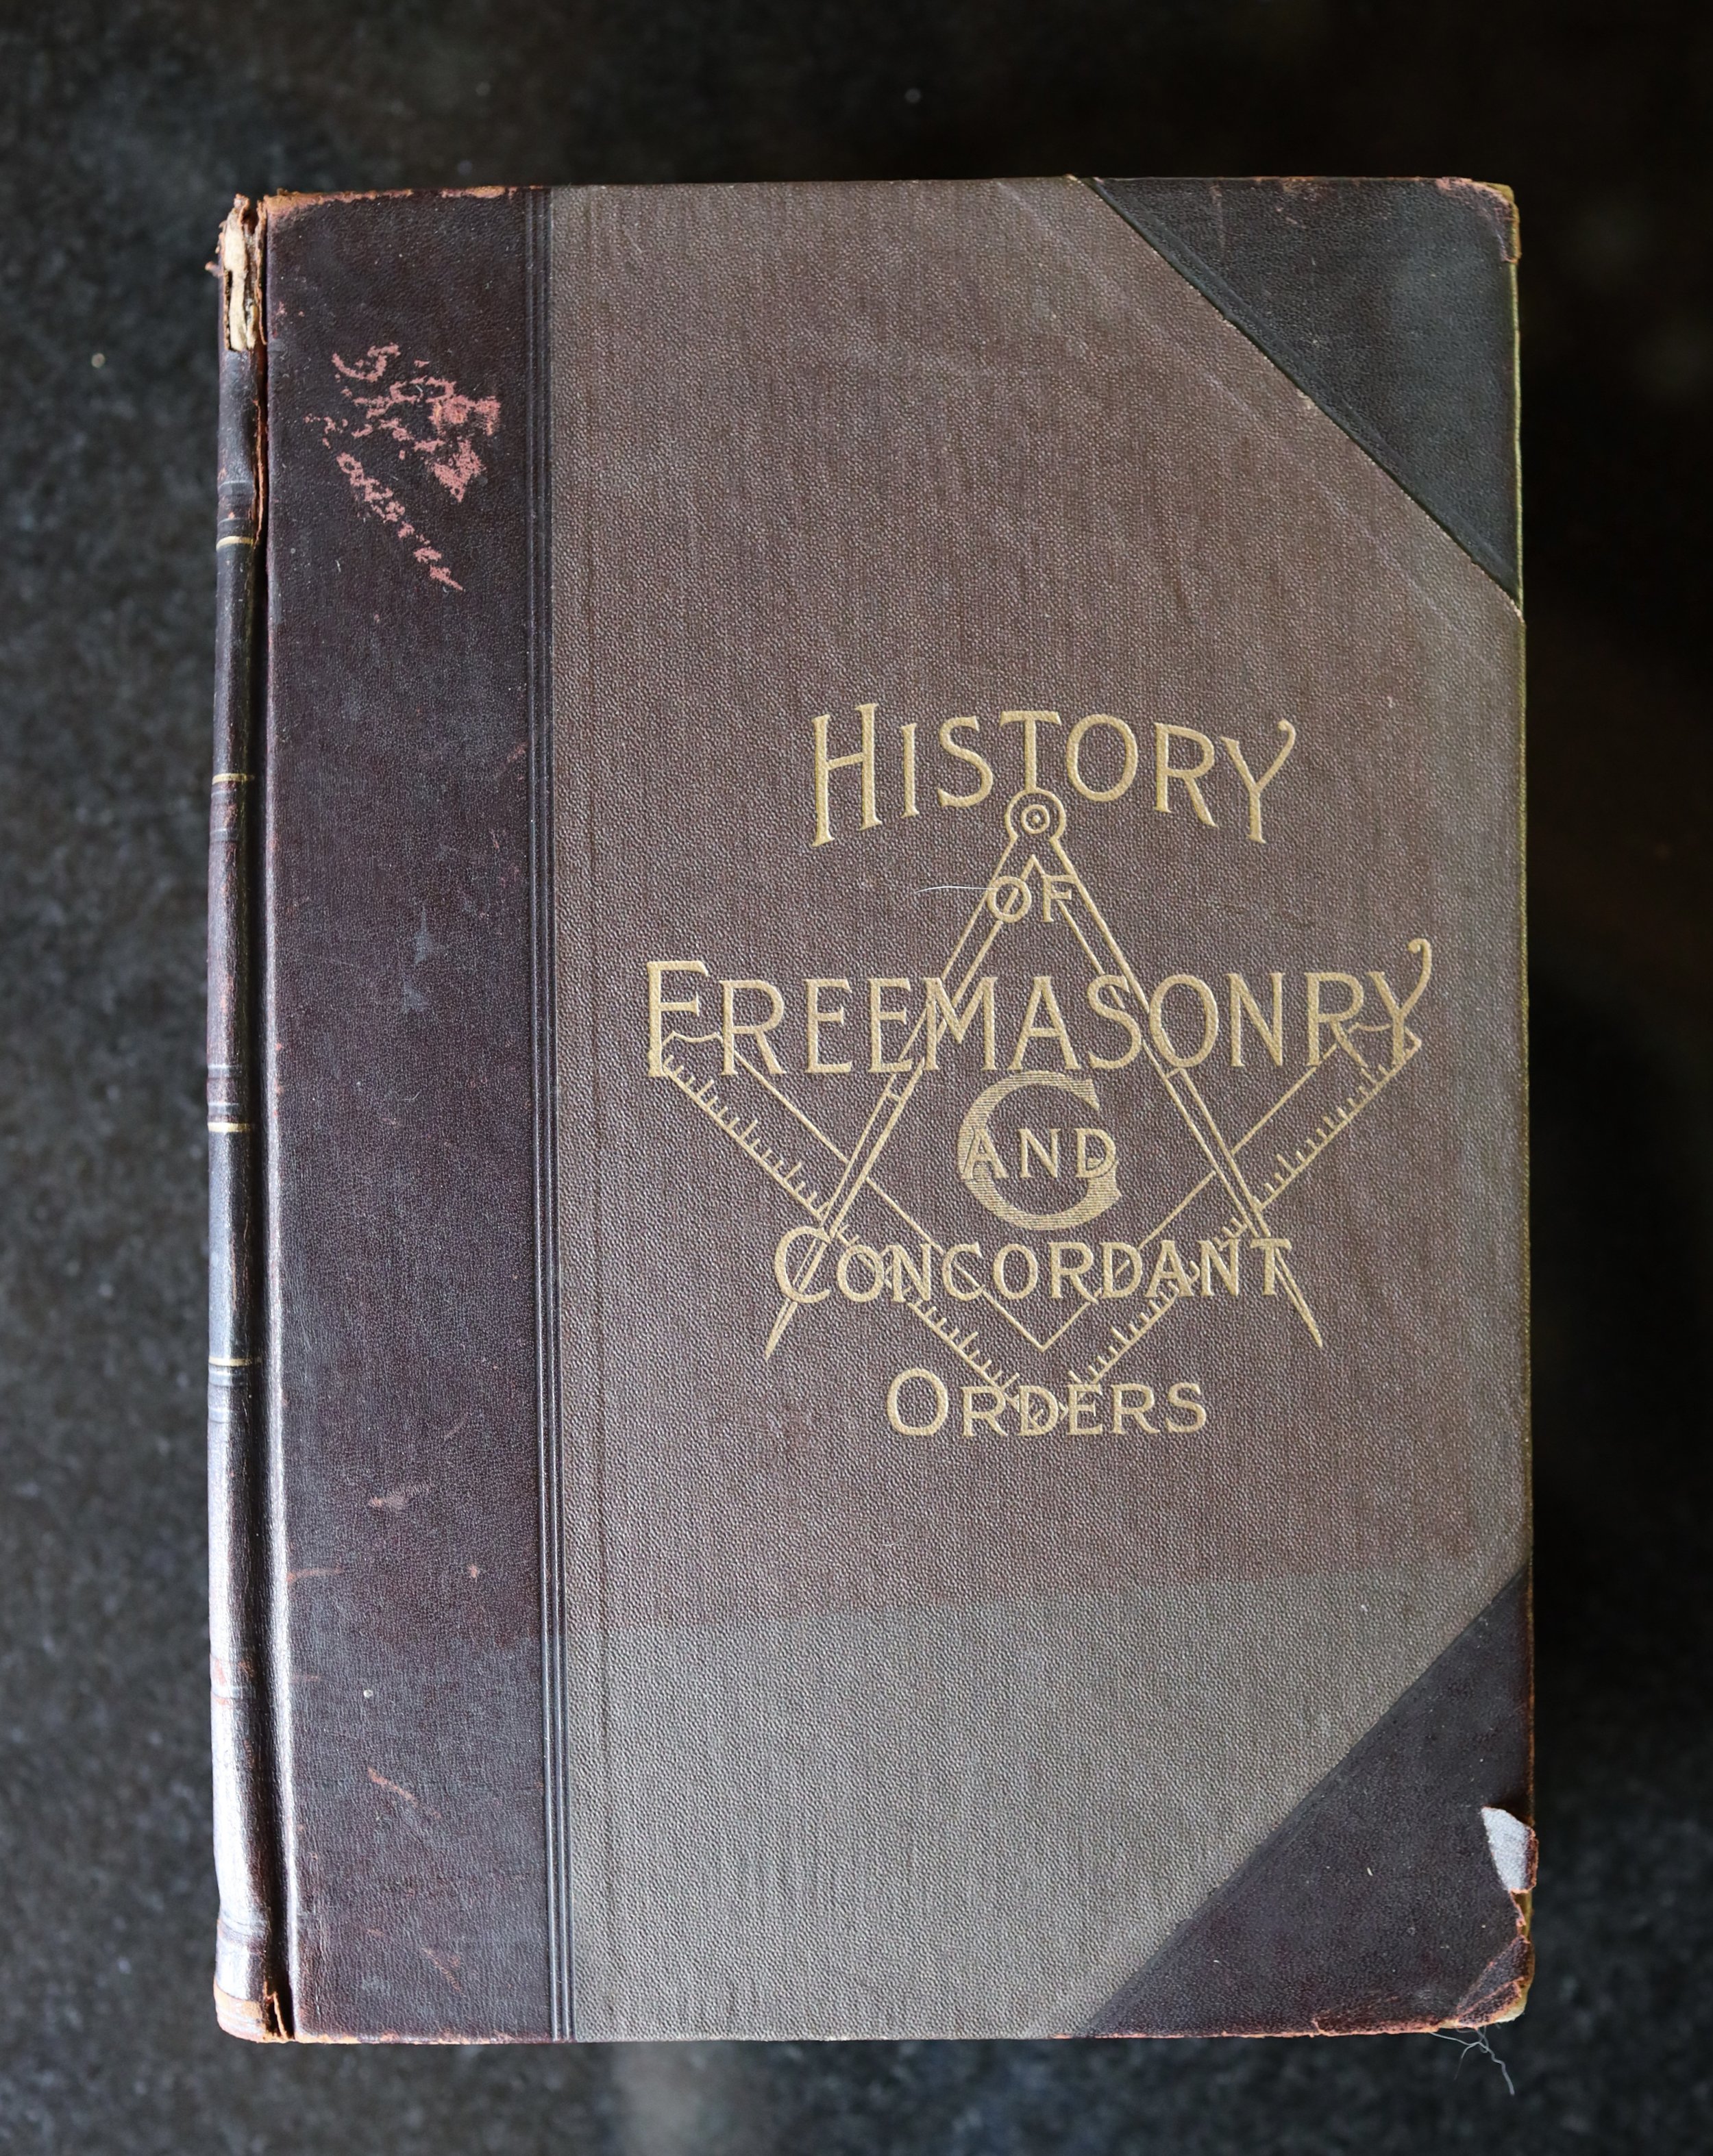 HISTORY
OF
FREEMASONRY
G
AND
CONCORDANT
ORDERS